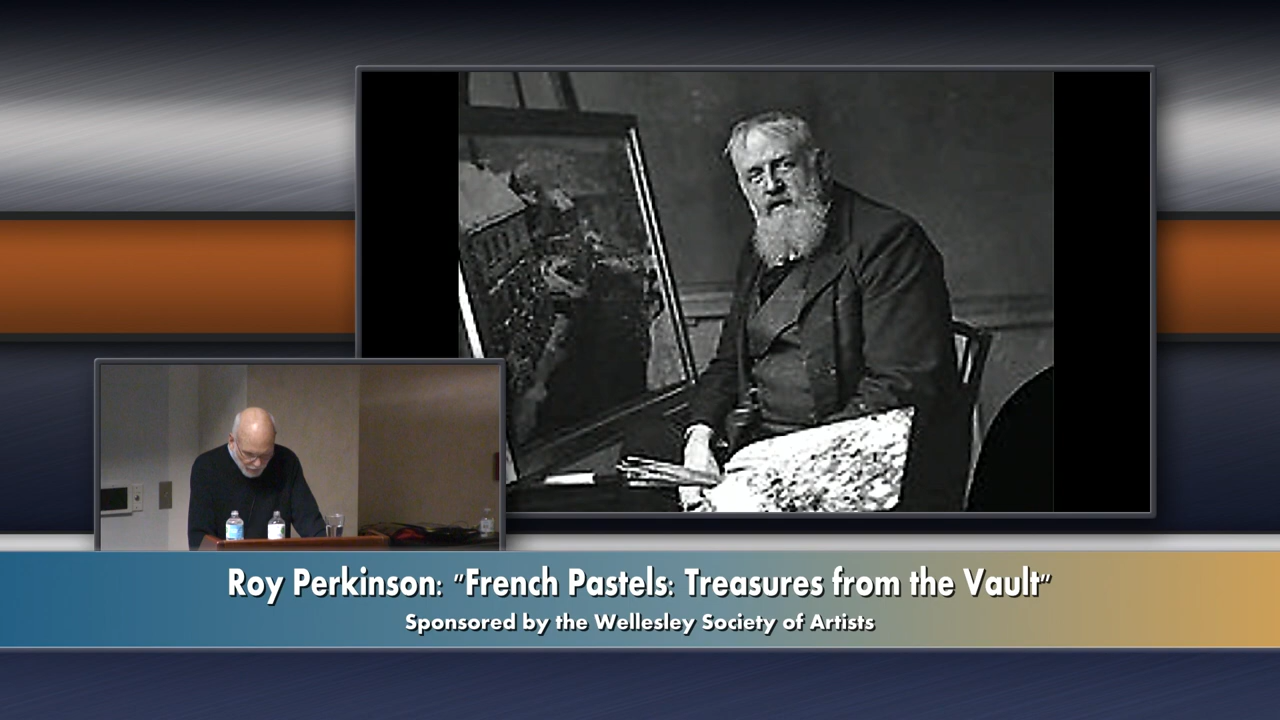 Roy Perkinson: "French Pastels: Treasures from the Vault"
Sponsored by the Wellesley Society of Artists